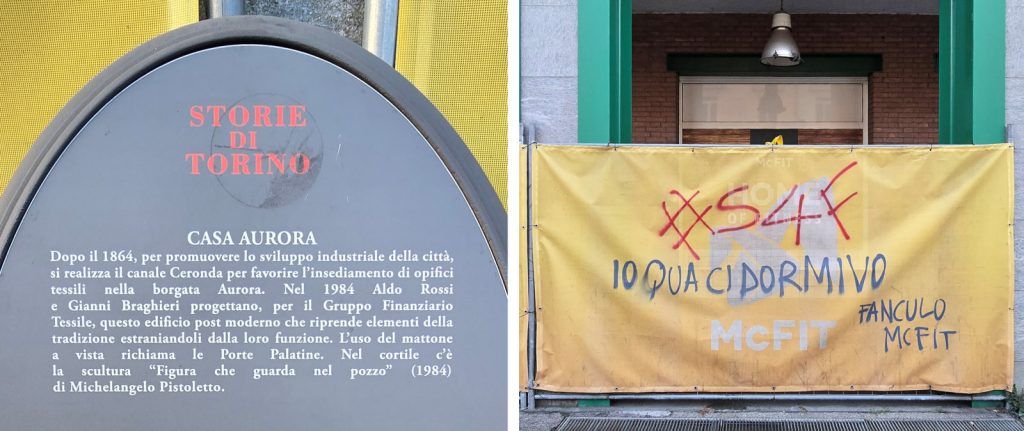 STORIE
DI
TORINO
CASA AURORA
Dopo il 1864, per promuovere lo sviluppo industriale della città,
si realizza il canale Ceronda per favorire l'insediamento di opifici
tessili nella borgata Aurora. Nel 1984 Aldo Rossi
e Gianni Braghieri progettano, per il Gruppo Finanziario
Tessile, questo edificio post moderno che riprende elementi della
tradizione estraniandoli dalla loro funzione. L'uso del mattone
a vista richiama le Porte Palatine. Nel cortile c'è
la scultura "Figura che guarda nel pozzo" (1984)
di Michelangelo Pistoletto.
McFIT
HOME
OF FITNESS
XXS4F
IO QUA CI DORMIVO
FANCULO
MCFIT
McFIT